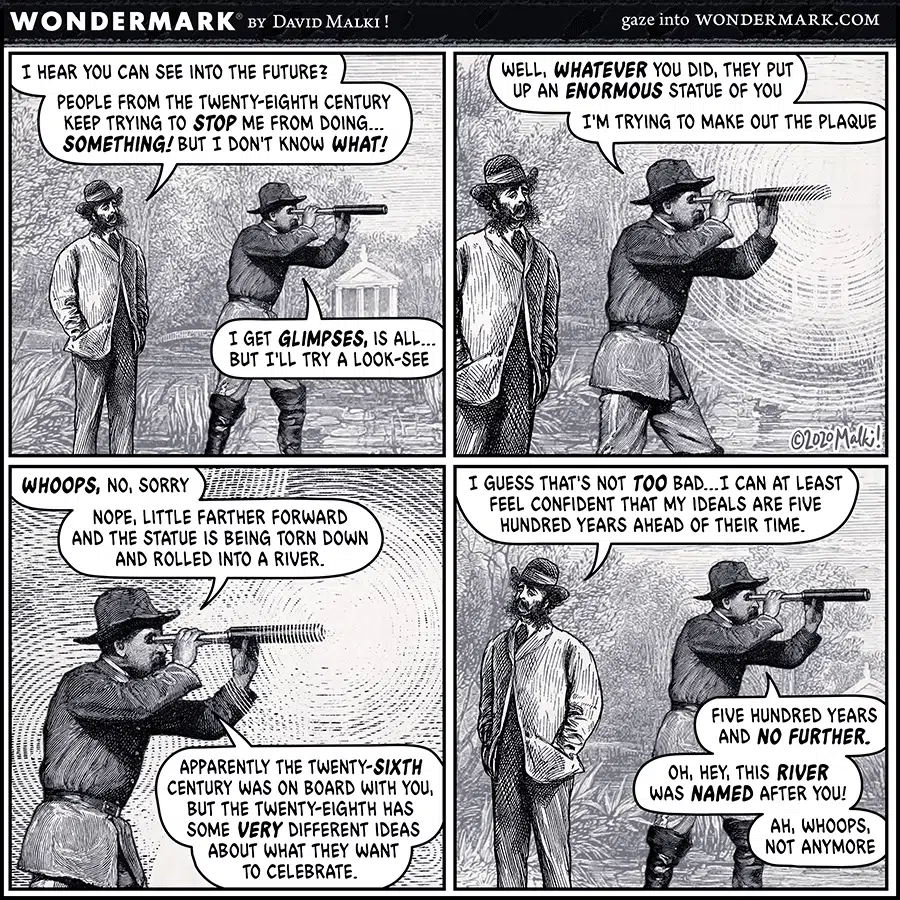 WONDERMARK® BY DAVID MALKI !
gaze into WONDERMARK.COM
I HEAR YOU CAN SEE INTO THE FUTURE?
PEOPLE FROM THE TWENTY-EIGHTH CENTURY
KEEP TRYING TO STOP ME FROM DOING...
SOMETHING! BUT I DON'T KNOW WHAT!
I GET GLIMPSES, IS ALL...
BUT I'LL TRY A LOOK-SEE
WELL, WHATEVER YOU DID, THEY PUT
UP AN ENORMOUS STATUE OF YOU
I'M TRYING TO MAKE OUT THE PLAQUE
©2020 Malki!
WHOOPS, NO, SORRY
NOPE, LITTLE FARTHER FORWARD
AND THE STATUE IS BEING TORN DOWN
AND ROLLED INTO A RIVER.
APPARENTLY THE TWENTY-SIXTH
CENTURY WAS ON BOARD WITH YOU,
BUT THE TWENTY-EIGHTH HAS
SOME VERY DIFFERENT IDEAS
ABOUT WHAT THEY WANT
TO CELEBRATE.
I GUESS THAT'S NOT TOO BAD...I CAN AT LEAST
FEEL CONFIDENT THAT MY IDEALS ARE FIVE
HUNDRED YEARS AHEAD OF THEIR TIME.
FIVE HUNDRED YEARS
AND NO FURTHER.
OH, HEY, THIS RIVER
WAS NAMED AFTER YOU!
AH, WHOOPS,
NOT ANYMORE